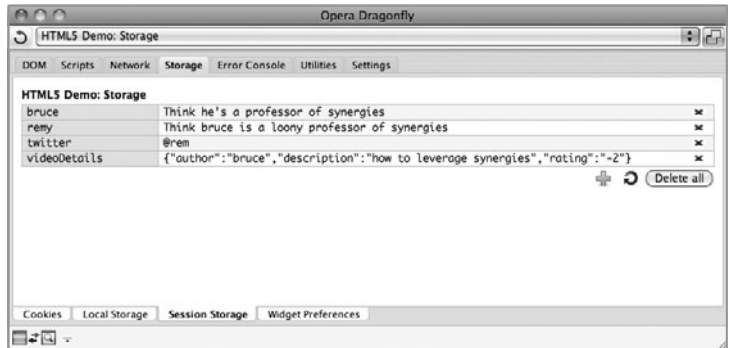 Opera Dragonfly
HTML5 Demo: Storage
DOM Scripts Network Storage Error Console Utilities Settings
HTML5 Demo: Storage
bruce Think he's a professor of synergies
remy Think bruce is a loony professor of synergies
twitter @rem
videoDetails {"author":"bruce","description":"how to leverage synergies","rating":"-2"}
Delete all
Cookies Local Storage Session Storage Widget Preferences